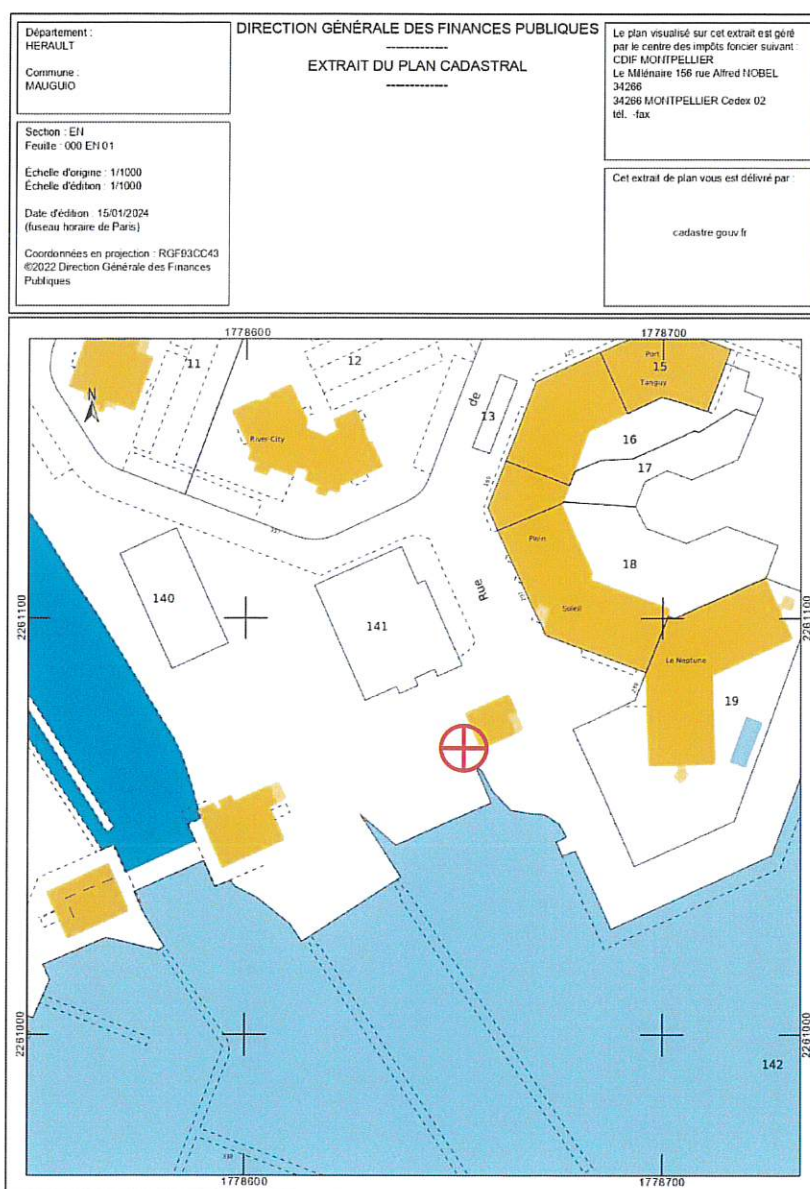 Département :
HERAULT
Commune :
MAUGUIO
Section : EN
Feuille : 000 EN 01
Échelle d'origine : 1/1000
Échelle d'édition : 1/1000
Date d'édition : 15/01/2024
(fuseau horaire de Paris)
Coordonnées en projection : RGF93CC43
©2022 Direction Générale des Finances
Publiques
DIRECTION GÉNÉRALE DES FINANCES PUBLIQUES
-------------
EXTRAIT DU PLAN CADASTRAL
-------------
Le plan visualisé sur cet extrait est géré
par le centre des impôts foncier suivant :
CDIF MONTPELLIER
Le Millénaire 156 rue Alfred NOBEL
34266
34266 MONTPELLIER Cedex 02
tél. -fax
Cet extrait de plan vous est délivré par :
cadastre.gouv.fr
1778600
1778700
11
12
Port
15
Tanguy
N
de
13
River-City
16
17
18
Soleil
Rue
140
141
2261100
2261100
Le Neptune
19
2261000
2261000
142
1778600
1778700